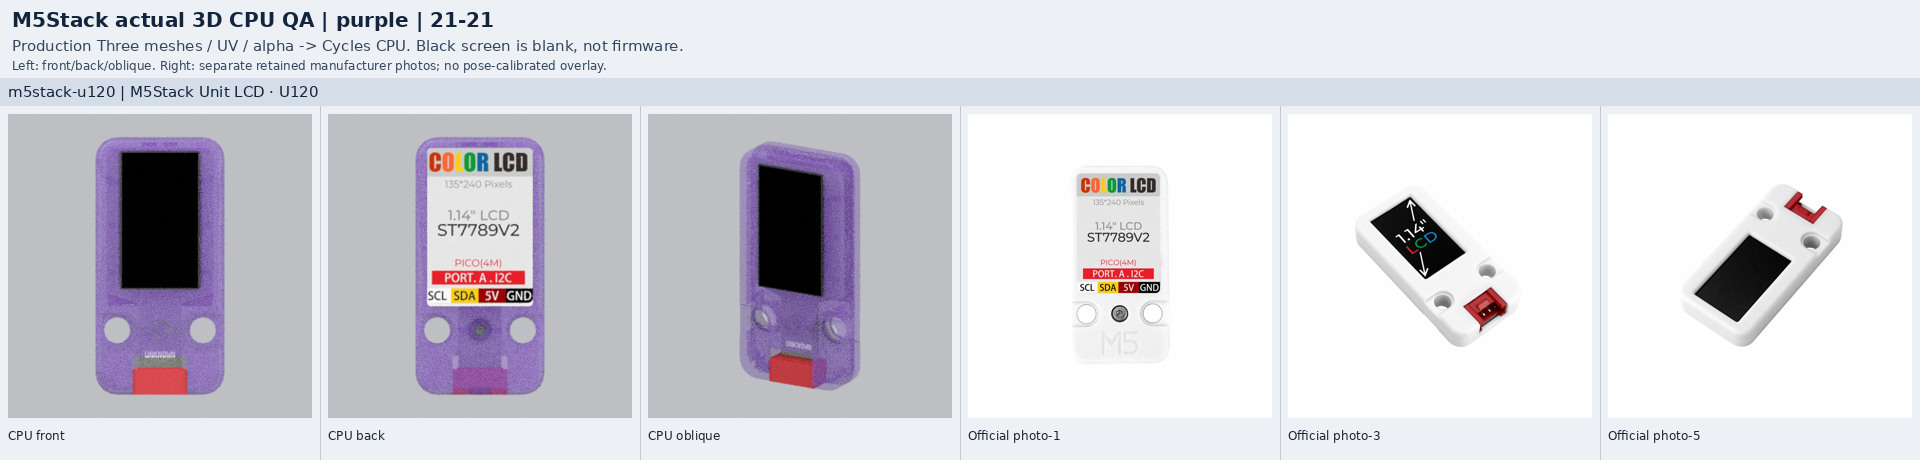 M5Stack actual 3D CPU QA | purple | 21-21
Production Three meshes / UV / alpha -> Cycles CPU. Black screen is blank, not firmware.
Left: front/back/oblique. Right: separate retained manufacturer photos; no pose-calibrated overlay.
m5stack-u120 | M5Stack Unit LCD · U120
COLOR LCD
135*240 Pixels
1.14" LCD
ST7789V2
PICO(4M)
PORT. A . I2C
SCL SDA 5V GND
COLOR LCD
135*240 Pixels
1.14" LCD
ST7789V2
PICO(4M)
PORT. A . I2C
SCL SDA 5V GND
M5
1.14"
LCD
CPU front
CPU back
CPU oblique
Official photo-1
Official photo-3
Official photo-5